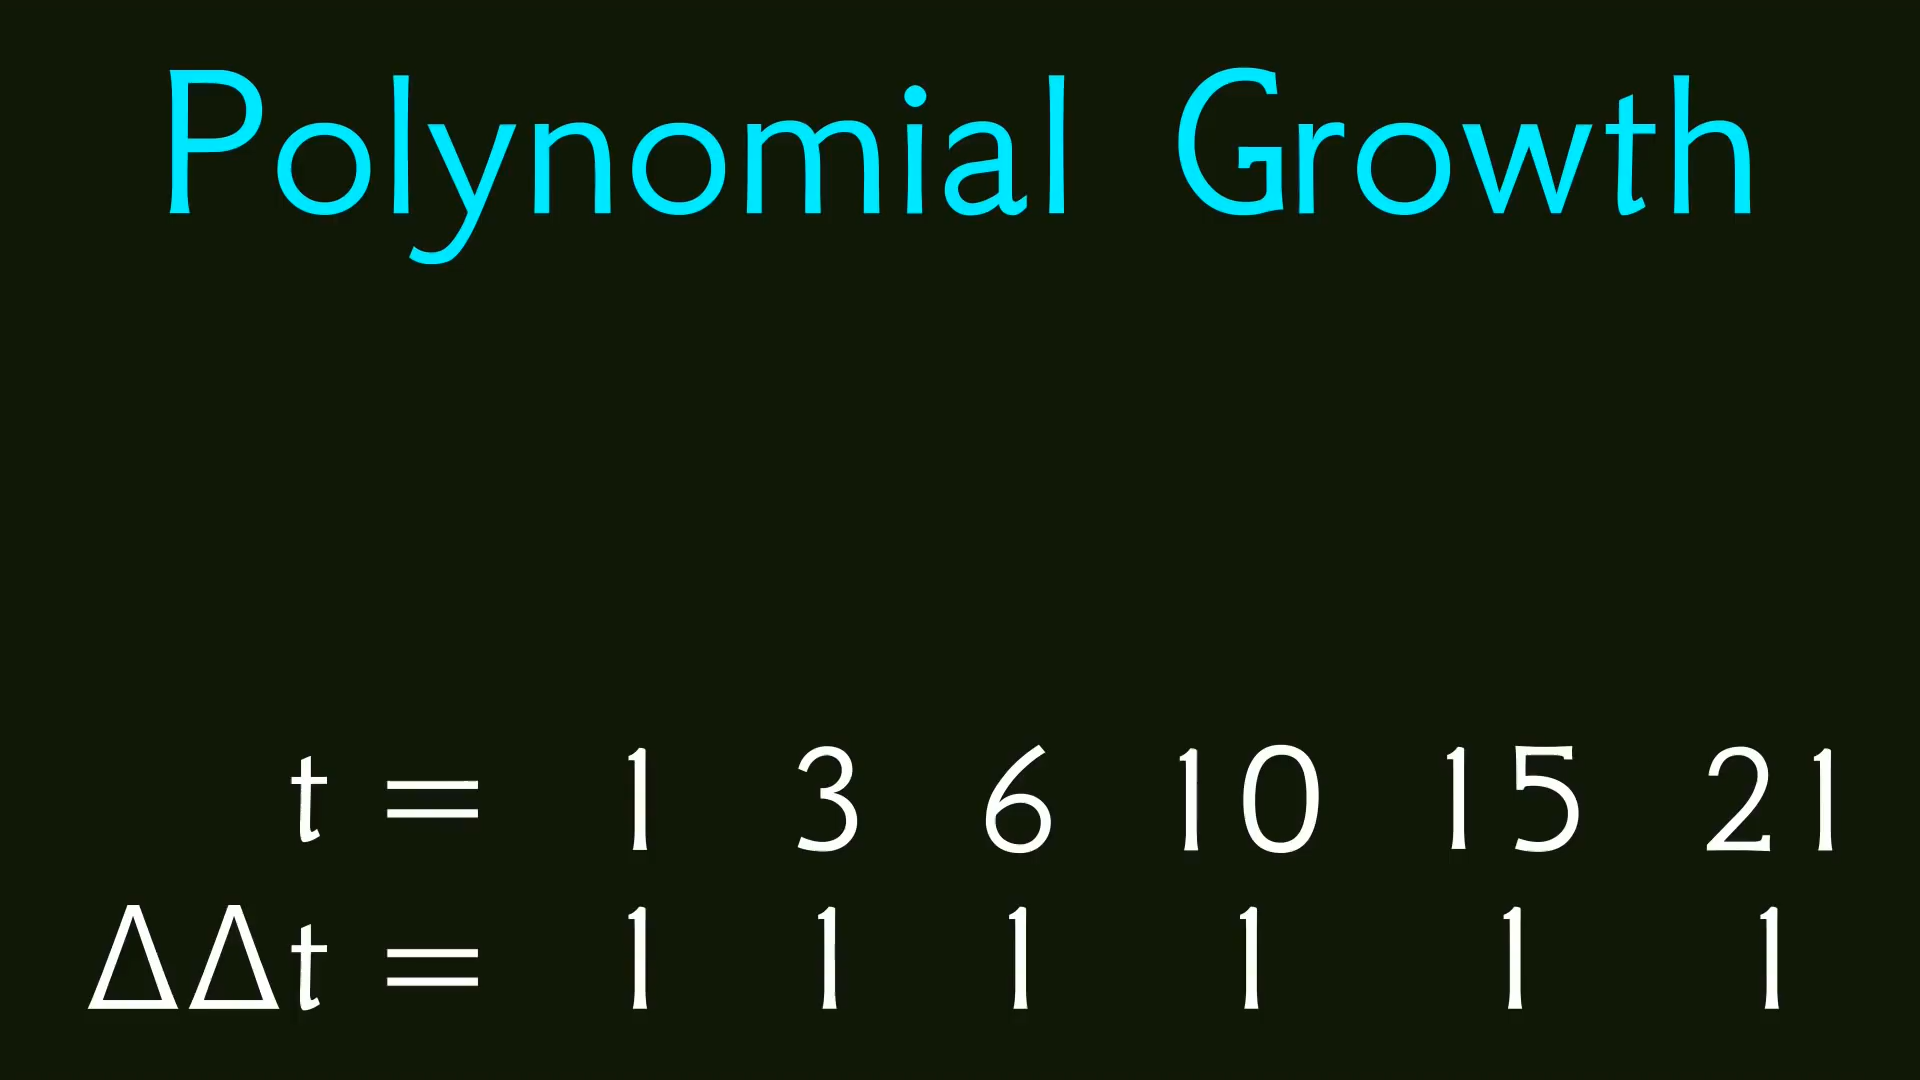 Polynomial Growth
t = 1 3 6 10 15 21
ΔΔt = 1 1 1 1 1 1